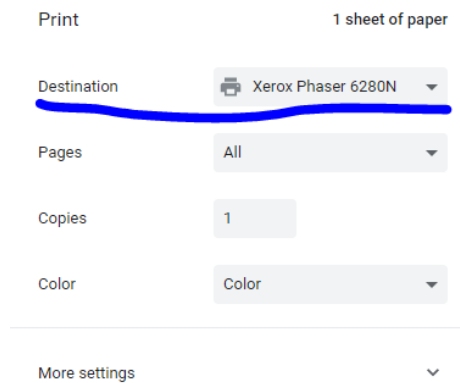 Print 1 sheet of paper
Destination Xerox Phaser 6280N
Pages All
Copies 1
Color Color
More settings